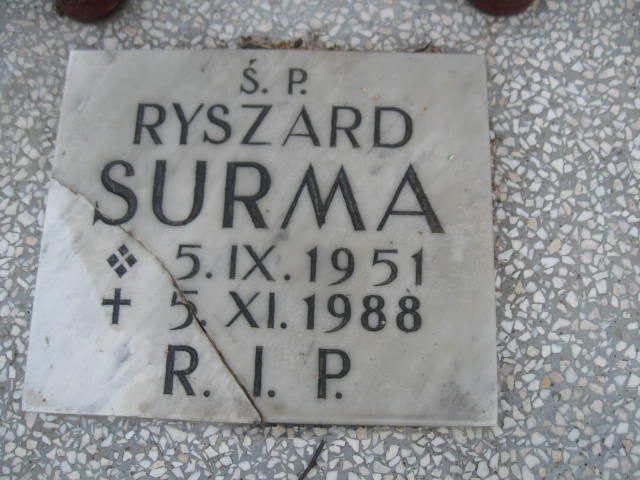 Ś. P.
RYSZARD
SURMA
5. IX. 1951
5. XI. 1988
R. I. P.